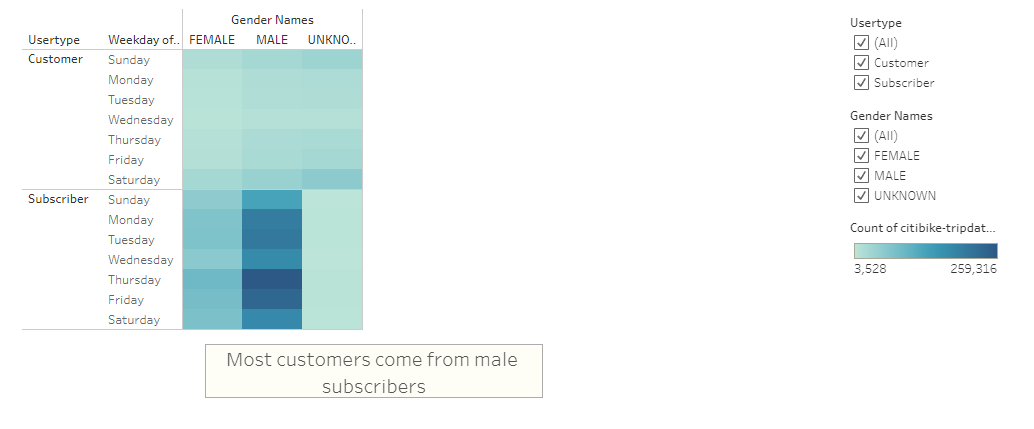 Gender Names
Usertype Weekday of.. FEMALE MALE UNKNO..
Customer Sunday
Monday
Tuesday
Wednesday
Thursday
Friday
Saturday
Subscriber Sunday
Monday
Tuesday
Wednesday
Thursday
Friday
Saturday
Most customers come from male
subscribers
Usertype
(All)
Customer
Subscriber
Gender Names
(All)
FEMALE
MALE
UNKNOWN
Count of citibike-tripdat...
3,528 259,316